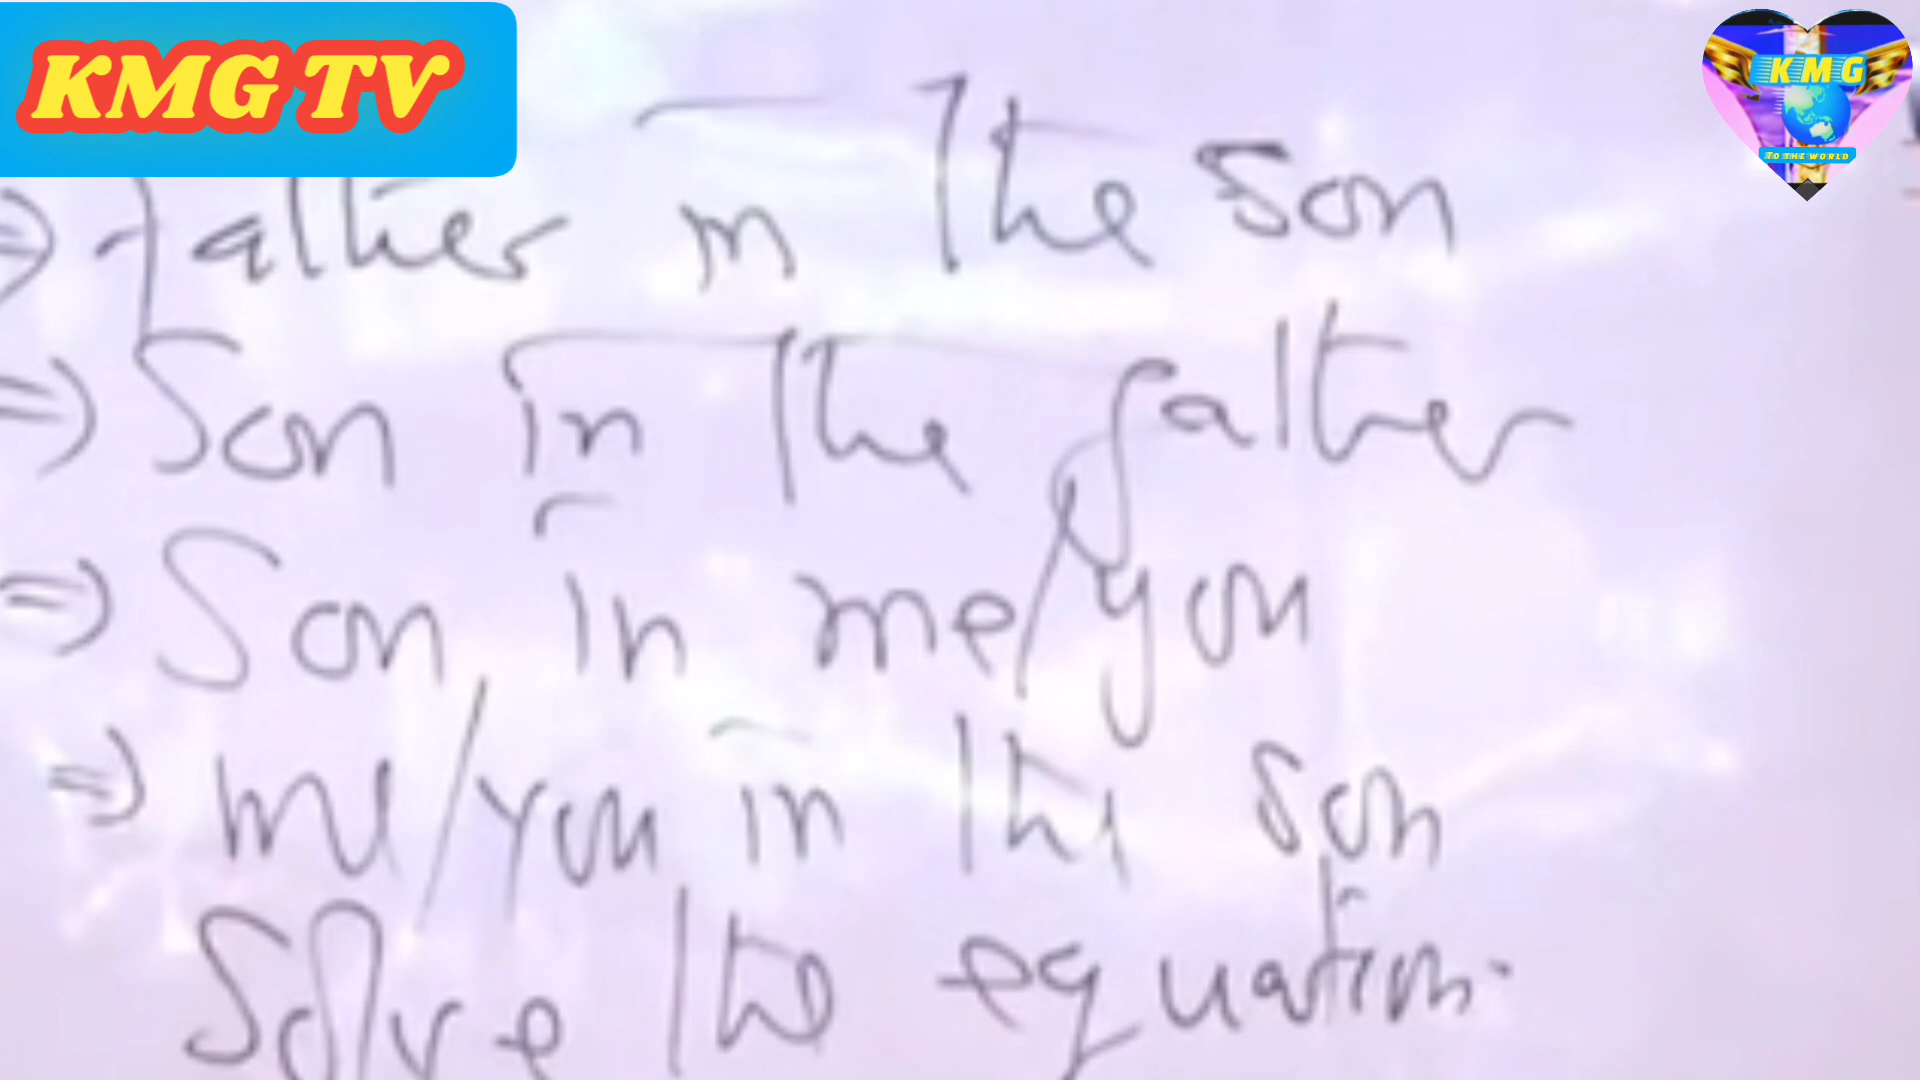 KMG TV
KMG
TO THE WORLD
⇒ father in the son
⇒ Son in the father
⇒ Son in me/you
⇒ me/you in the son
Solve the equation.